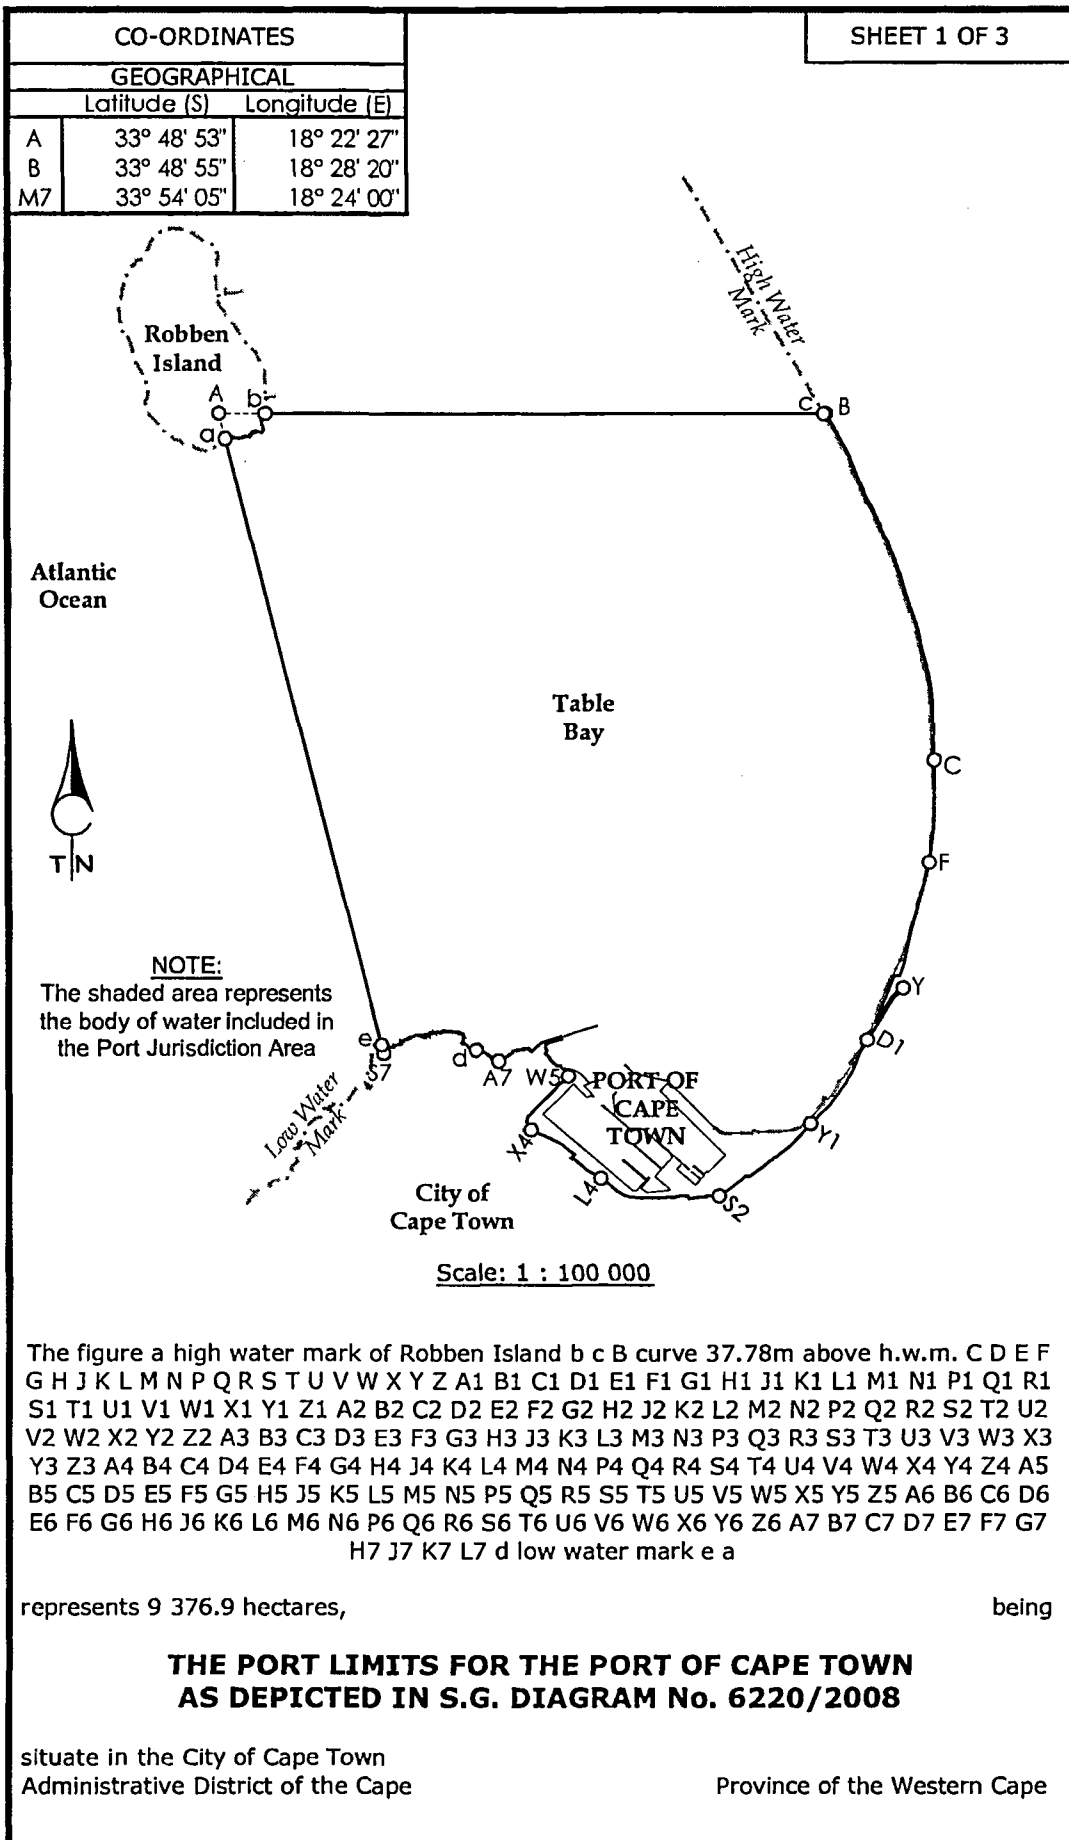 CO-ORDINATES
SHEET 1 OF 3
GEOGRAPHICAL
Latitude (S) Longitude (E)
A 33° 48' 53" 18° 22' 27"
B 33° 48' 55" 18° 28' 20"
M7 33° 54' 05" 18° 24' 00"
High Water
Mark
Robben
Island
A b
c B
a
Atlantic
Ocean
Table
Bay
C
T N
F
NOTE:
The shaded area represents
the body of water included in
the Port Jurisdiction Area
Y
e
d
D1
A7 W5
PORT OF
CAPE
TOWN
Low Water
Mark
X4
Y1
L4
S2
City of
Cape Town
Scale: 1 : 100 000
The figure a high water mark of Robben Island b c B curve 37.78m above h.w.m. C D E F
G H J K L M N P Q R S T U V W X Y Z A1 B1 C1 D1 E1 F1 G1 H1 J1 K1 L1 M1 N1 P1 Q1 R1
S1 T1 U1 V1 W1 X1 Y1 Z1 A2 B2 C2 D2 E2 F2 G2 H2 J2 K2 L2 M2 N2 P2 Q2 R2 S2 T2 U2
V2 W2 X2 Y2 Z2 A3 B3 C3 D3 E3 F3 G3 H3 J3 K3 L3 M3 N3 P3 Q3 R3 S3 T3 U3 V3 W3 X3
Y3 Z3 A4 B4 C4 D4 E4 F4 G4 H4 J4 K4 L4 M4 N4 P4 Q4 R4 S4 T4 U4 V4 W4 X4 Y4 Z4 A5
B5 C5 D5 E5 F5 G5 H5 J5 K5 L5 M5 N5 P5 Q5 R5 S5 T5 U5 V5 W5 X5 Y5 Z5 A6 B6 C6 D6
E6 F6 G6 H6 J6 K6 L6 M6 N6 P6 Q6 R6 S6 T6 U6 V6 W6 X6 Y6 Z6 A7 B7 C7 D7 E7 F7 G7
H7 J7 K7 L7 d low water mark e a
represents 9 376.9 hectares, being
THE PORT LIMITS FOR THE PORT OF CAPE TOWN
AS DEPICTED IN S.G. DIAGRAM No. 6220/2008
situate in the City of Cape Town
Administrative District of the Cape Province of the Western Cape